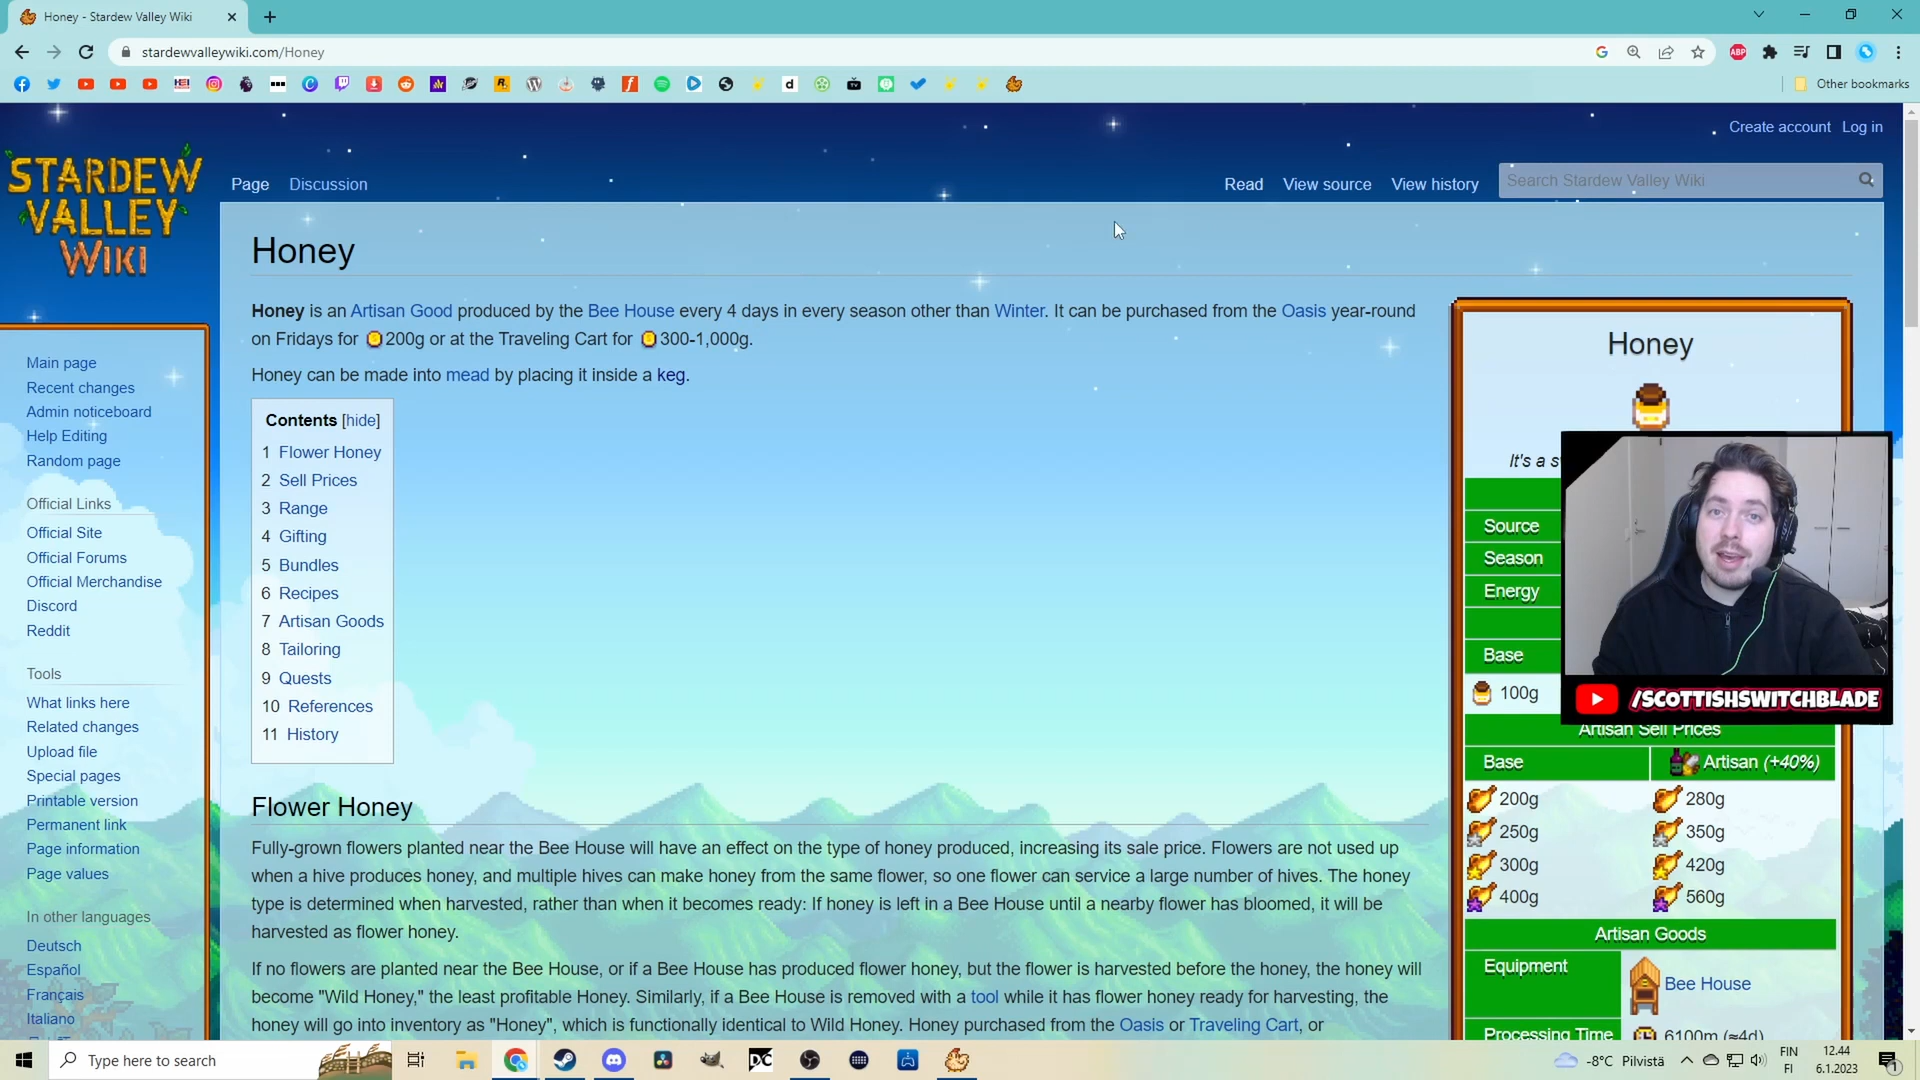 Honey - Stardew Valley Wiki
stardewvalleywiki.com/Honey
Other bookmarks
Create account Log in
STARDEW
VALLEY
WIKI
Page Discussion
Read View source View history
Search Stardew Valley Wiki
Honey
Honey is an Artisan Good produced by the Bee House every 4 days in every season other than Winter. It can be purchased from the Oasis year-round
on Fridays for 200g or at the Traveling Cart for 300-1,000g.
Honey can be made into mead by placing it inside a keg.
Contents [hide]
1 Flower Honey
2 Sell Prices
3 Range
4 Gifting
5 Bundles
6 Recipes
7 Artisan Goods
8 Tailoring
9 Quests
10 References
11 History
Flower Honey
Fully-grown flowers planted near the Bee House will have an effect on the type of honey produced, increasing its sale price. Flowers are not used up
when a hive produces honey, and multiple hives can make honey from the same flower, so one flower can service a large number of hives. The honey
type is determined when harvested, rather than when it becomes ready: If honey is left in a Bee House until a nearby flower has bloomed, it will be
harvested as flower honey.
If no flowers are planted near the Bee House, or if a Bee House has produced flower honey, but the flower is harvested before the honey, the honey will
become "Wild Honey," the least profitable Honey. Similarly, if a Bee House is removed with a tool while it has flower honey ready for harvesting, the
honey will go into inventory as "Honey", which is functionally identical to Wild Honey. Honey purchased from the Oasis or Traveling Cart, or
Main page
Recent changes
Admin noticeboard
Help Editing
Random page
Official Links
Official Site
Official Forums
Official Merchandise
Discord
Reddit
Tools
What links here
Related changes
Upload file
Special pages
Printable version
Permanent link
Page information
Page values
In other languages
Deutsch
Español
Français
Italiano
Honey
It's a s
Source
Season
Energy
Base
100g
/SCOTTISHSWITCHBLADE
Artisan Sell Prices
Base Artisan (+40%)
200g 280g
250g 350g
300g 420g
400g 560g
Artisan Goods
Equipment Bee House
Processing Time 6100m (≈4d)
Type here to search
-8°C Pilvistä
FIN
FI
12.44
6.1.2023